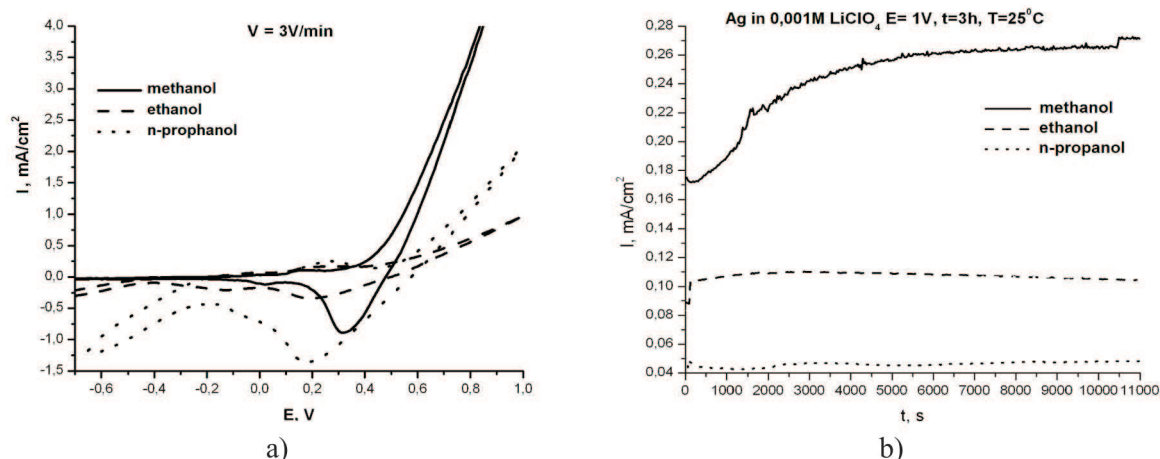 V = 3V/min
methanol
ethanol
n-prophanol
I, mA/cm2
4,0
3,5
3,0
2,5
2,0
1,5
1,0
0,5
0,0
-0,5
-1,0
-1,5
-0,6 -0,4 -0,2 0,0 0,2 0,4 0,6 0,8 1,0
E, V
a)
Ag in 0,001M LiClO4 E= 1V, t=3h, T=25°C
methanol
ethanol
n-propanol
I, mA/cm2
0,28
0,26
0,24
0,22
0,20
0,18
0,16
0,14
0,12
0,10
0,08
0,06
0,04
0 1000 2000 3000 4000 5000 6000 7000 8000 9000 10000 11000
t, s
b)